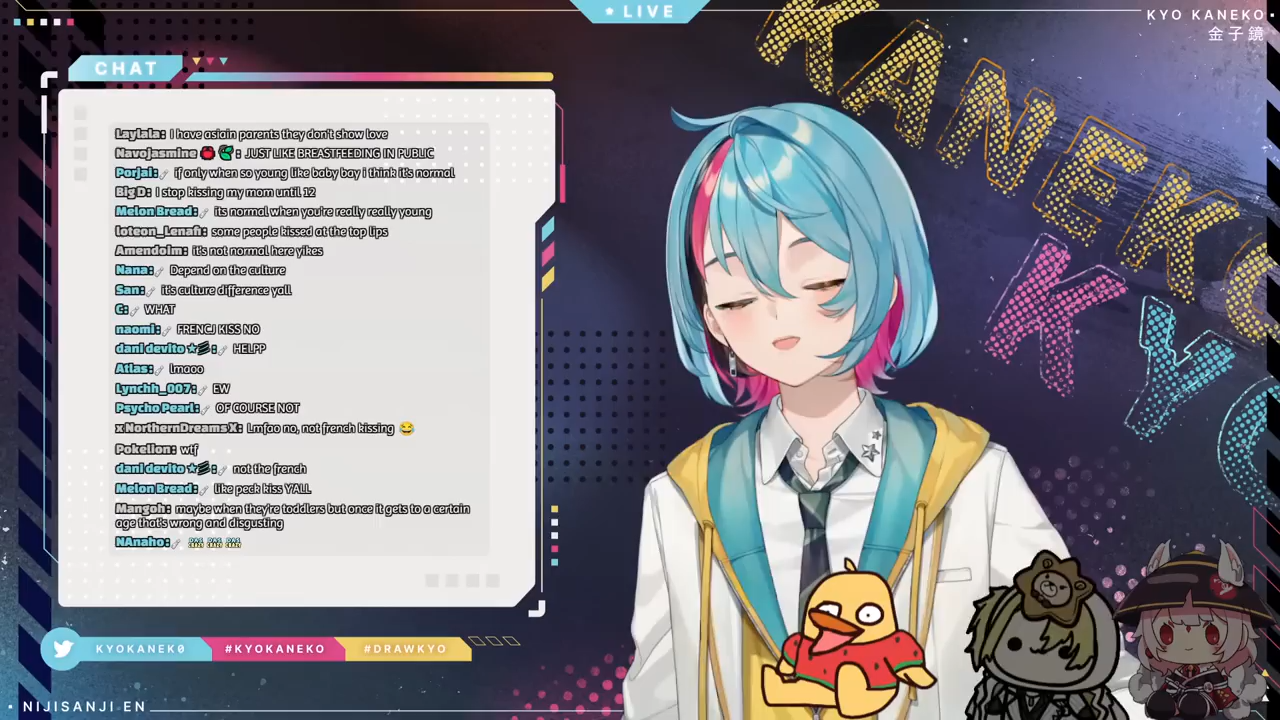 LIVE
KYO KANEKO
金子鏡
CHAT
Laylala: I have asiain parents they don't show love
Navojasmine : JUST LIKE BREASTFEEDING IN PUBLIC
Porjai: if only when so young like baby boy i think it's normal
Big D: I stop kissing my mom until 12
Melon Bread: its normal when you're really really young
loteon_Lenafi: some people kissed at the top lips
Amendoim: it's not normal here yikes
Nana: Depend on the culture
San: it's culture difference yall
C: WHAT
naomi: FRENCJ KISS NO
dani devito : HELPP
Atlas: lmaoo
Lynchh_007: EW
Psycho Pearl: OF COURSE NOT
x NorthernDreams X: Lmfao no, not french kissing 😂
Pokelion: wtf
dani devito : not the french
Melon Bread: like peck kiss Y'ALL
Mangoh: maybe when they're toddlers but once it gets to a certain
age that's wrong and disgusting
NAnaho:
KANEKO
KYO
KYOKANEK0
#KYOKANEKO
#DRAWKYO
NIJISANJI EN